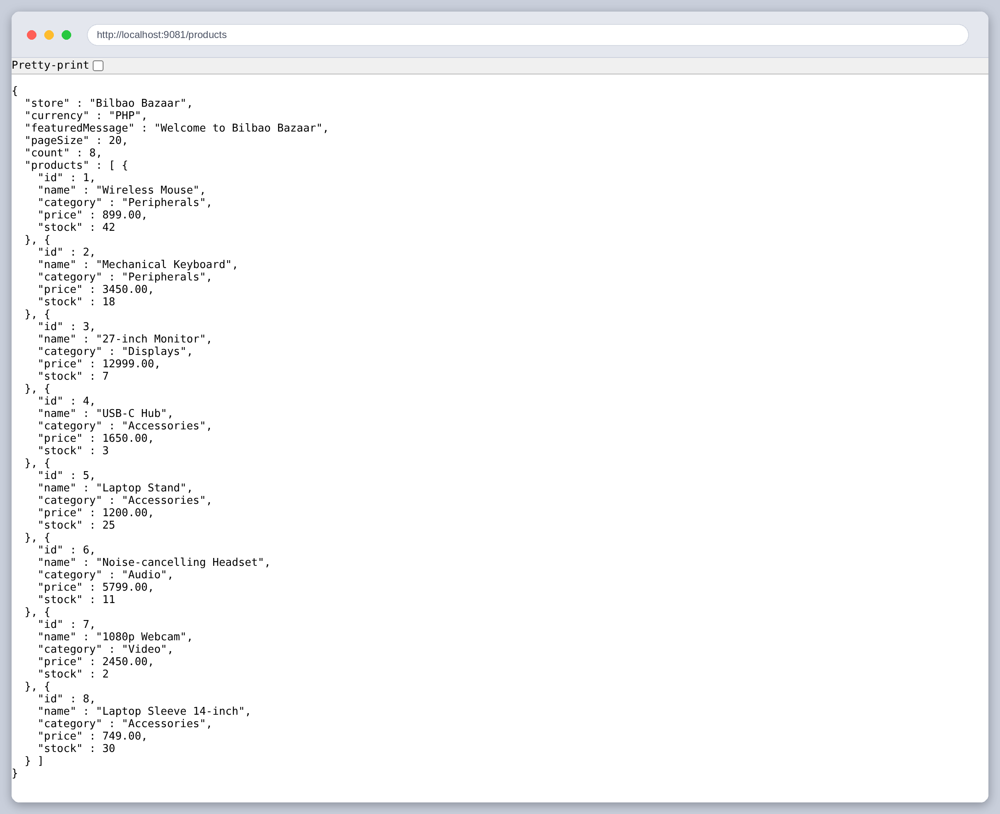 http://localhost:9081/products
Pretty-print
{
  "store" : "Bilbao Bazaar",
  "currency" : "PHP",
  "featuredMessage" : "Welcome to Bilbao Bazaar",
  "pageSize" : 20,
  "count" : 8,
  "products" : [ {
    "id" : 1,
    "name" : "Wireless Mouse",
    "category" : "Peripherals",
    "price" : 899.00,
    "stock" : 42
  }, {
    "id" : 2,
    "name" : "Mechanical Keyboard",
    "category" : "Peripherals",
    "price" : 3450.00,
    "stock" : 18
  }, {
    "id" : 3,
    "name" : "27-inch Monitor",
    "category" : "Displays",
    "price" : 12999.00,
    "stock" : 7
  }, {
    "id" : 4,
    "name" : "USB-C Hub",
    "category" : "Accessories",
    "price" : 1650.00,
    "stock" : 3
  }, {
    "id" : 5,
    "name" : "Laptop Stand",
    "category" : "Accessories",
    "price" : 1200.00,
    "stock" : 25
  }, {
    "id" : 6,
    "name" : "Noise-cancelling Headset",
    "category" : "Audio",
    "price" : 5799.00,
    "stock" : 11
  }, {
    "id" : 7,
    "name" : "1080p Webcam",
    "category" : "Video",
    "price" : 2450.00,
    "stock" : 2
  }, {
    "id" : 8,
    "name" : "Laptop Sleeve 14-inch",
    "category" : "Accessories",
    "price" : 749.00,
    "stock" : 30
  } ]
}